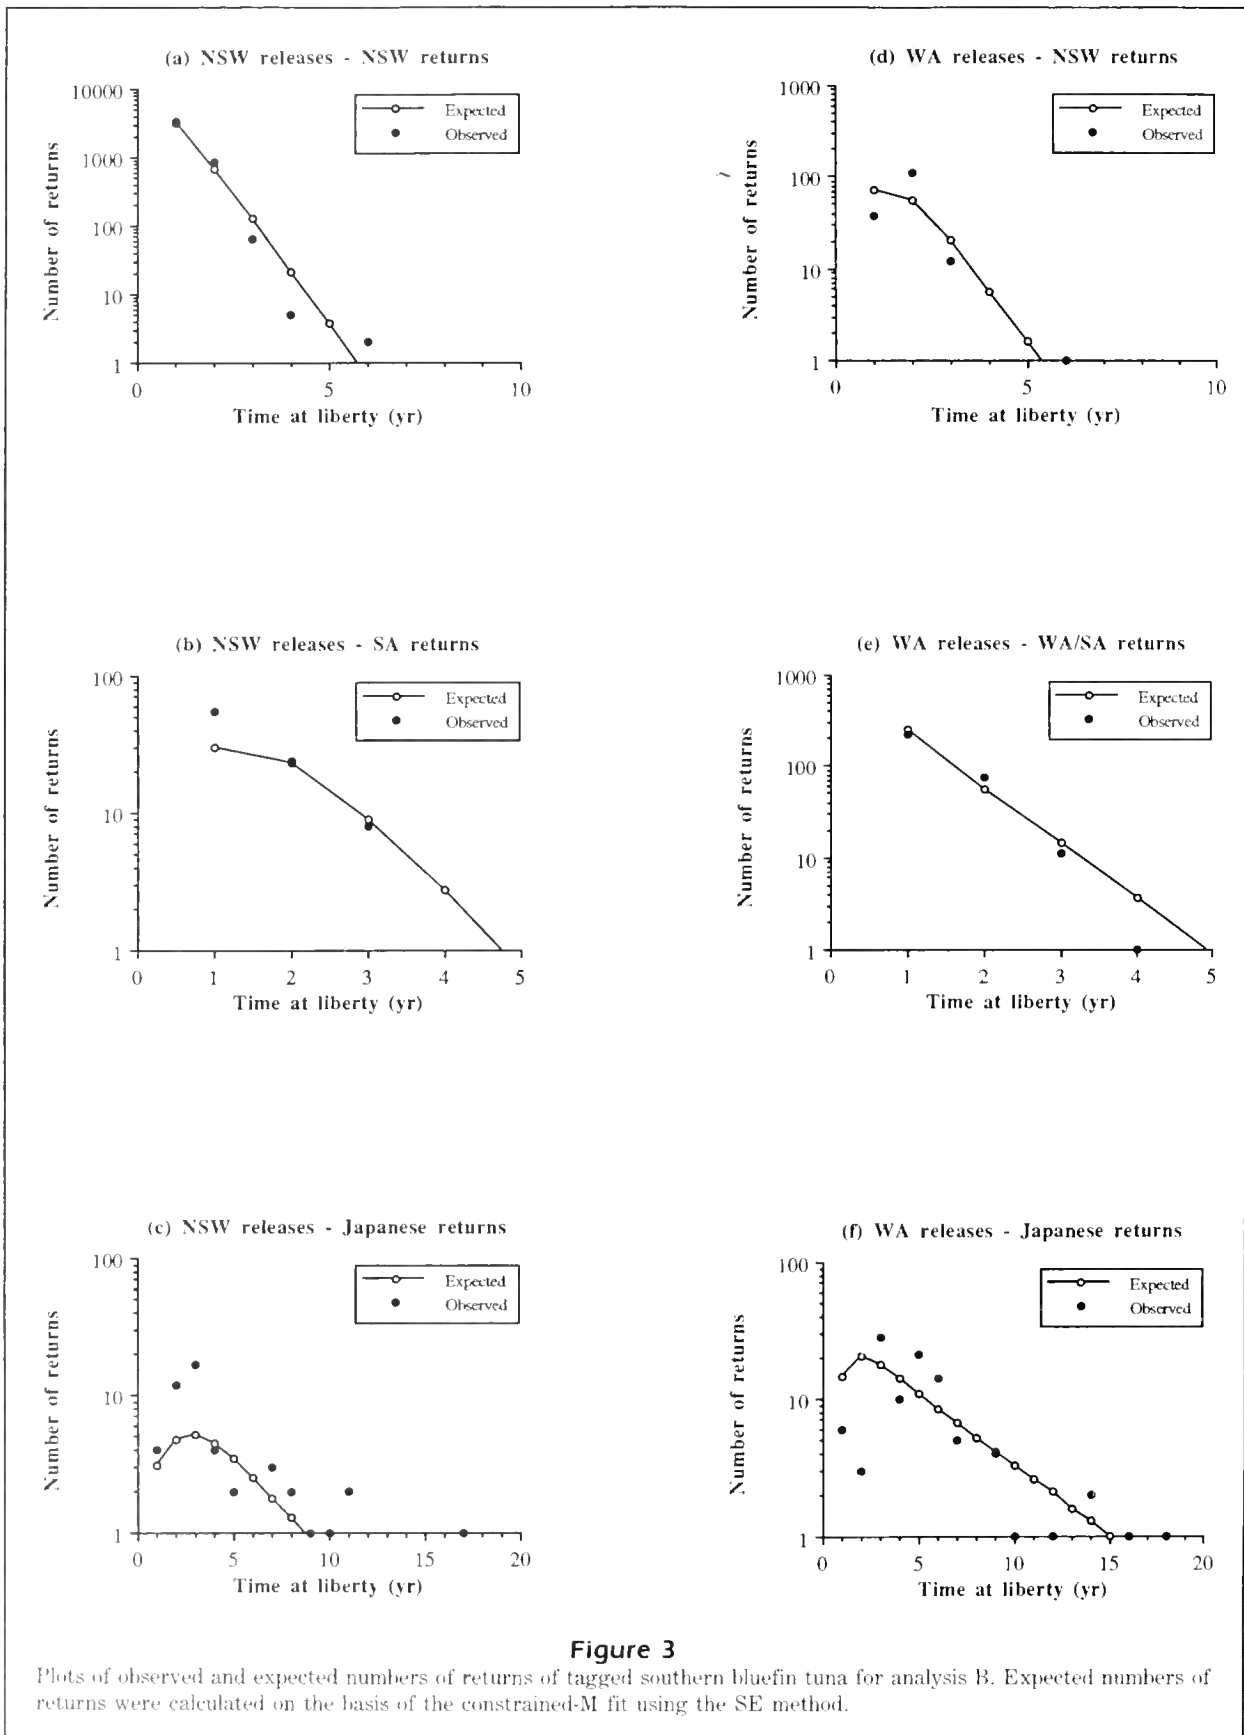 (a) NSW releases - NSW returns
10000
1000
100
10
1
0
5
10
Number of returns
Time at liberty (yr)
Expected
Observed
(d) WA releases - NSW returns
1000
100
10
1
0
5
10
Number of returns
Time at liberty (yr)
Expected
Observed
(b) NSW releases - SA returns
100
10
1
0
1
2
3
4
5
Number of returns
Time at liberty (yr)
Expected
Observed
(e) WA releases - WA/SA returns
1000
100
10
1
0
1
2
3
4
5
Number of returns
Time at liberty (yr)
Expected
Observed
(c) NSW releases - Japanese returns
100
10
1
0
5
10
15
20
Number of returns
Time at liberty (yr)
Expected
Observed
(f) WA releases - Japanese returns
100
10
1
0
5
10
15
20
Number of returns
Time at liberty (yr)
Expected
Observed
Figure 3
Plots of observed and expected numbers of returns of tagged southern bluefin tuna for analysis B. Expected numbers of
returns were calculated on the basis of the constrained-M fit using the SE method.